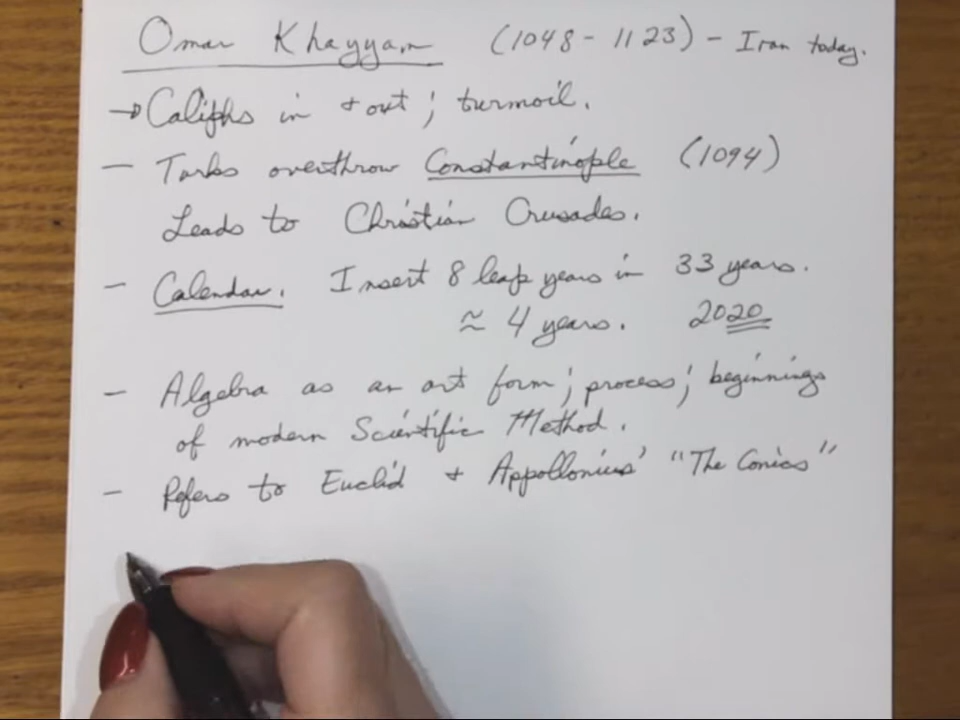 Omar Khayyam (1048 - 1123) - Iran today.
→ Caliphs in + out; turmoil.
- Turks overthrow Constantinople (1094)
Leads to Christian Crusades.
- Calendar. Insert 8 leap years in 33 years.
≈ 4 years. 2020
- Algebra as an art form; process; beginnings
of modern Scientific Method.
- Refers to Euclid + Appollonius' "The Conics"